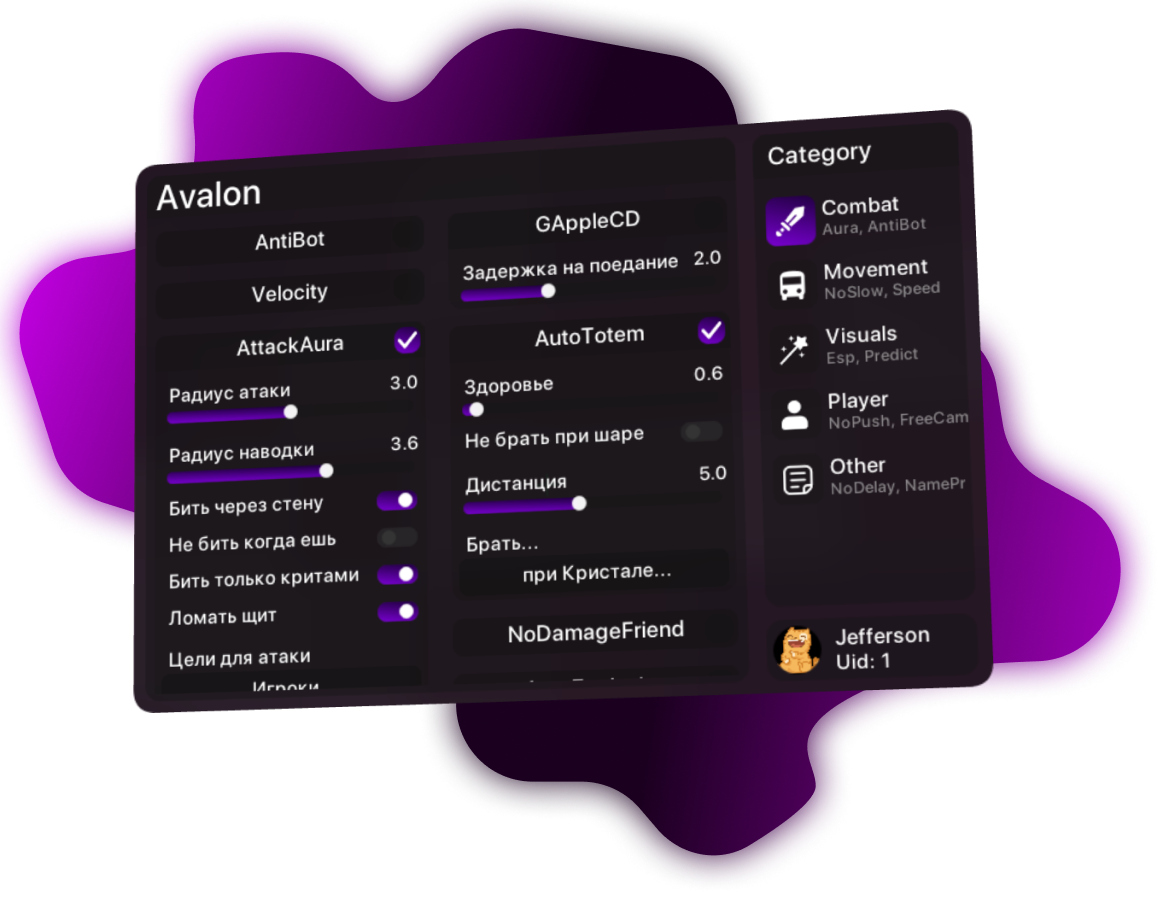 Avalon
AntiBot
Velocity
AttackAura
Радиус атаки 3.0
Радиус наводки 3.6
Бить через стену
Не бить когда ешь
Бить только критами
Ломать щит
Цели для атаки
Игроки
GAppleCD
Задержка на поедание 2.0
AutoTotem
Здоровье 0.6
Не брать при шаре
Дистанция 5.0
Брать...
при Кристале...
NoDamageFriend
Category
Combat
Aura, AntiBot
Movement
NoSlow, Speed
Visuals
Esp, Predict
Player
NoPush, FreeCam
Other
NoDelay, NamePr
Jefferson
Uid: 1